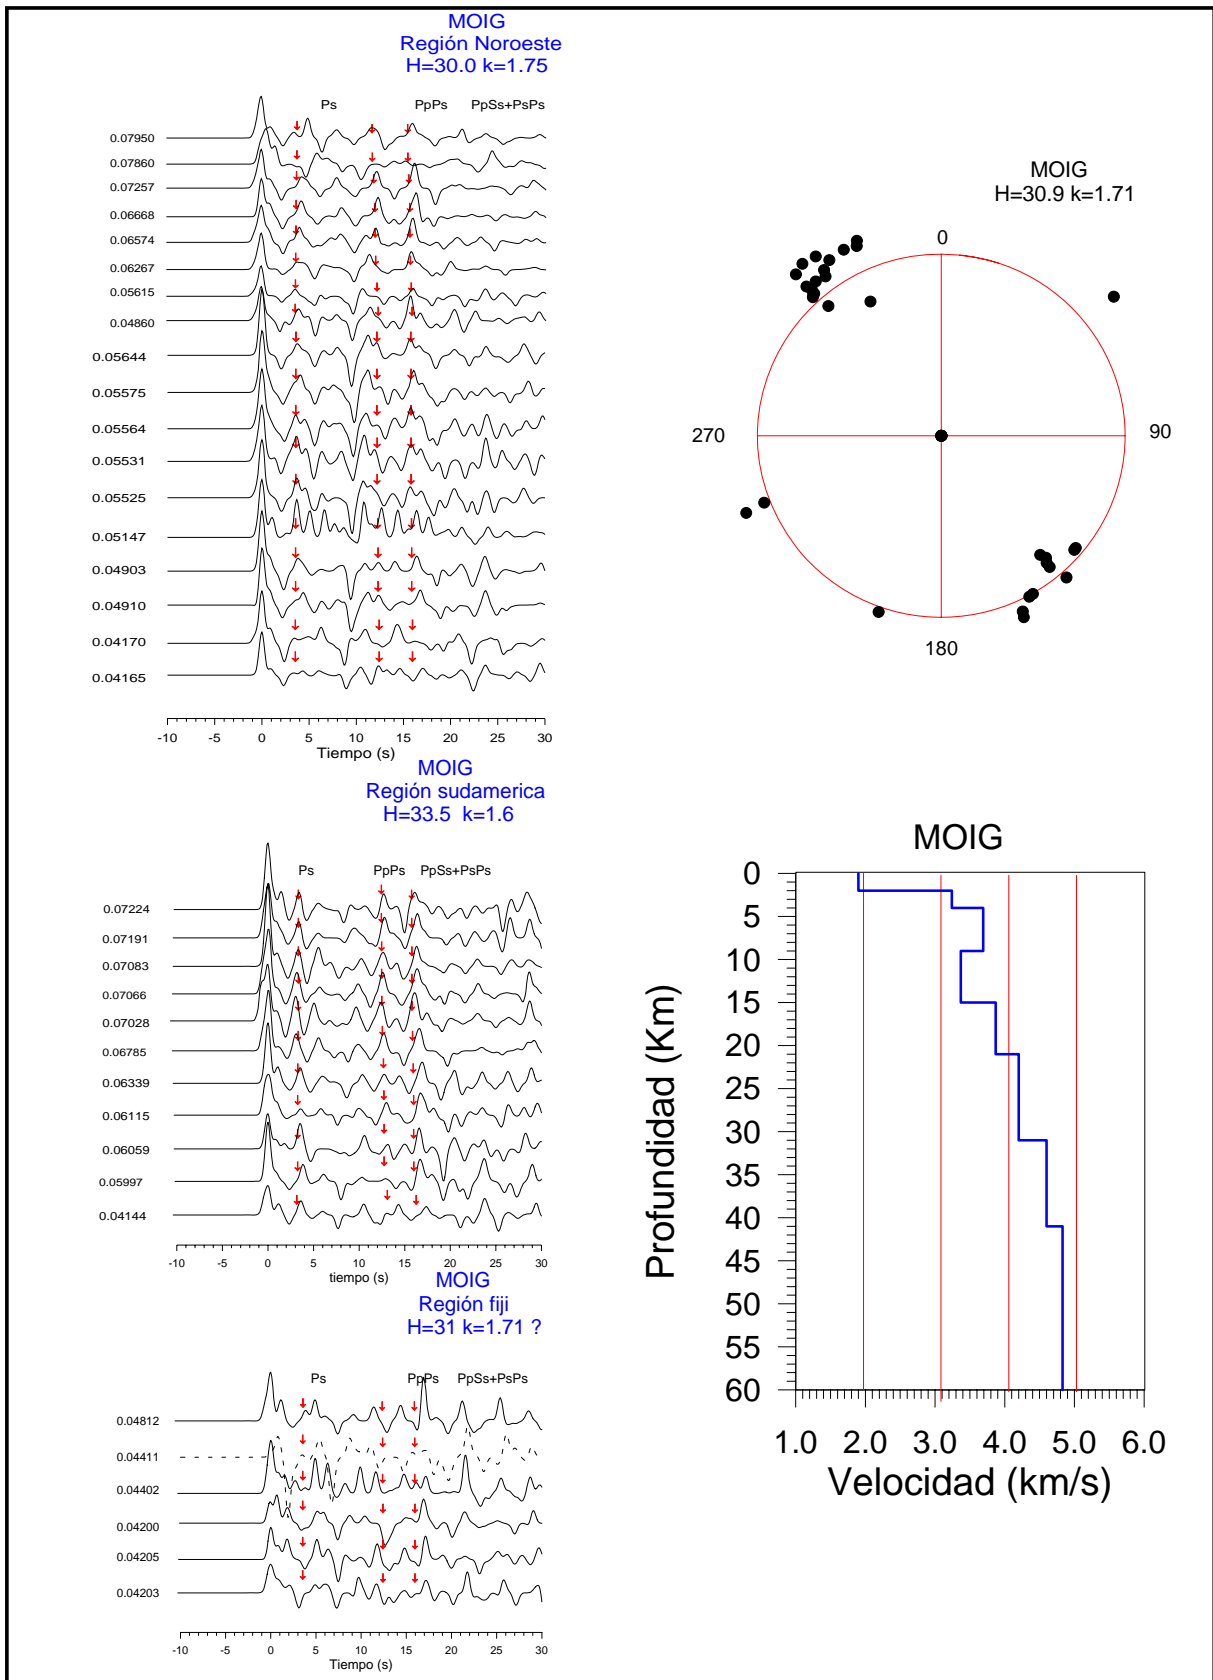 MOIG
Región Noroeste
H=30.0 k=1.75
Ps PpPs PpSs+PsPs
0.07950
0.07860
0.07257
0.06668
0.06574
0.06267
0.05615
0.04860
0.05644
0.05575
0.05564
0.05531
0.05525
0.05147
0.04903
0.04910
0.04170
0.04165
-10 -5 0 5 10 15 20 25 30
Tiempo (s)
MOIG
H=30.9 k=1.71
0
270
90
180
MOIG
Región sudamerica
H=33.5 k=1.6
Ps PpPs PpSs+PsPs
0.07224
0.07191
0.07083
0.07066
0.07028
0.06785
0.06339
0.06115
0.06059
0.05997
0.04144
-10 -5 0 5 10 15 20 25 30
tiempo (s)
MOIG
Región fiji
H=31 k=1.71 ?
Ps PpPs PpSs+PsPs
0.04812
0.04411
0.04402
0.04200
0.04205
0.04203
-10 -5 0 5 10 15 20 25 30
Tiempo (s)
MOIG
Profundidad (Km)
0
5
10
15
20
25
30
35
40
45
50
55
60
1.0 2.0 3.0 4.0 5.0 6.0
Velocidad (km/s)